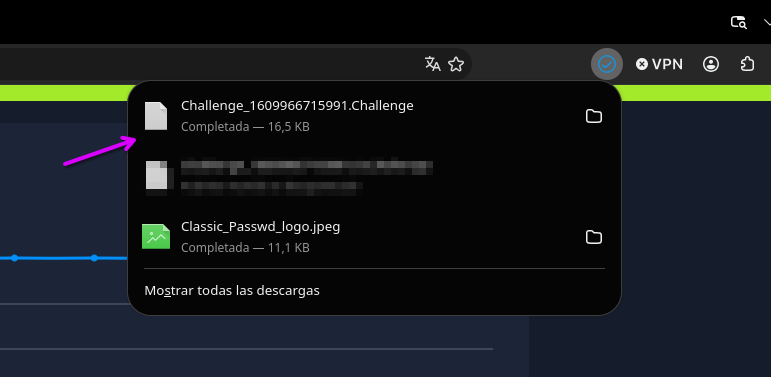 VPN
Challenge_1609966715991.Challenge
Completada — 16,5 KB
Classic_Passwd_logo.jpeg
Completada — 11,1 KB
Mostrar todas las descargas